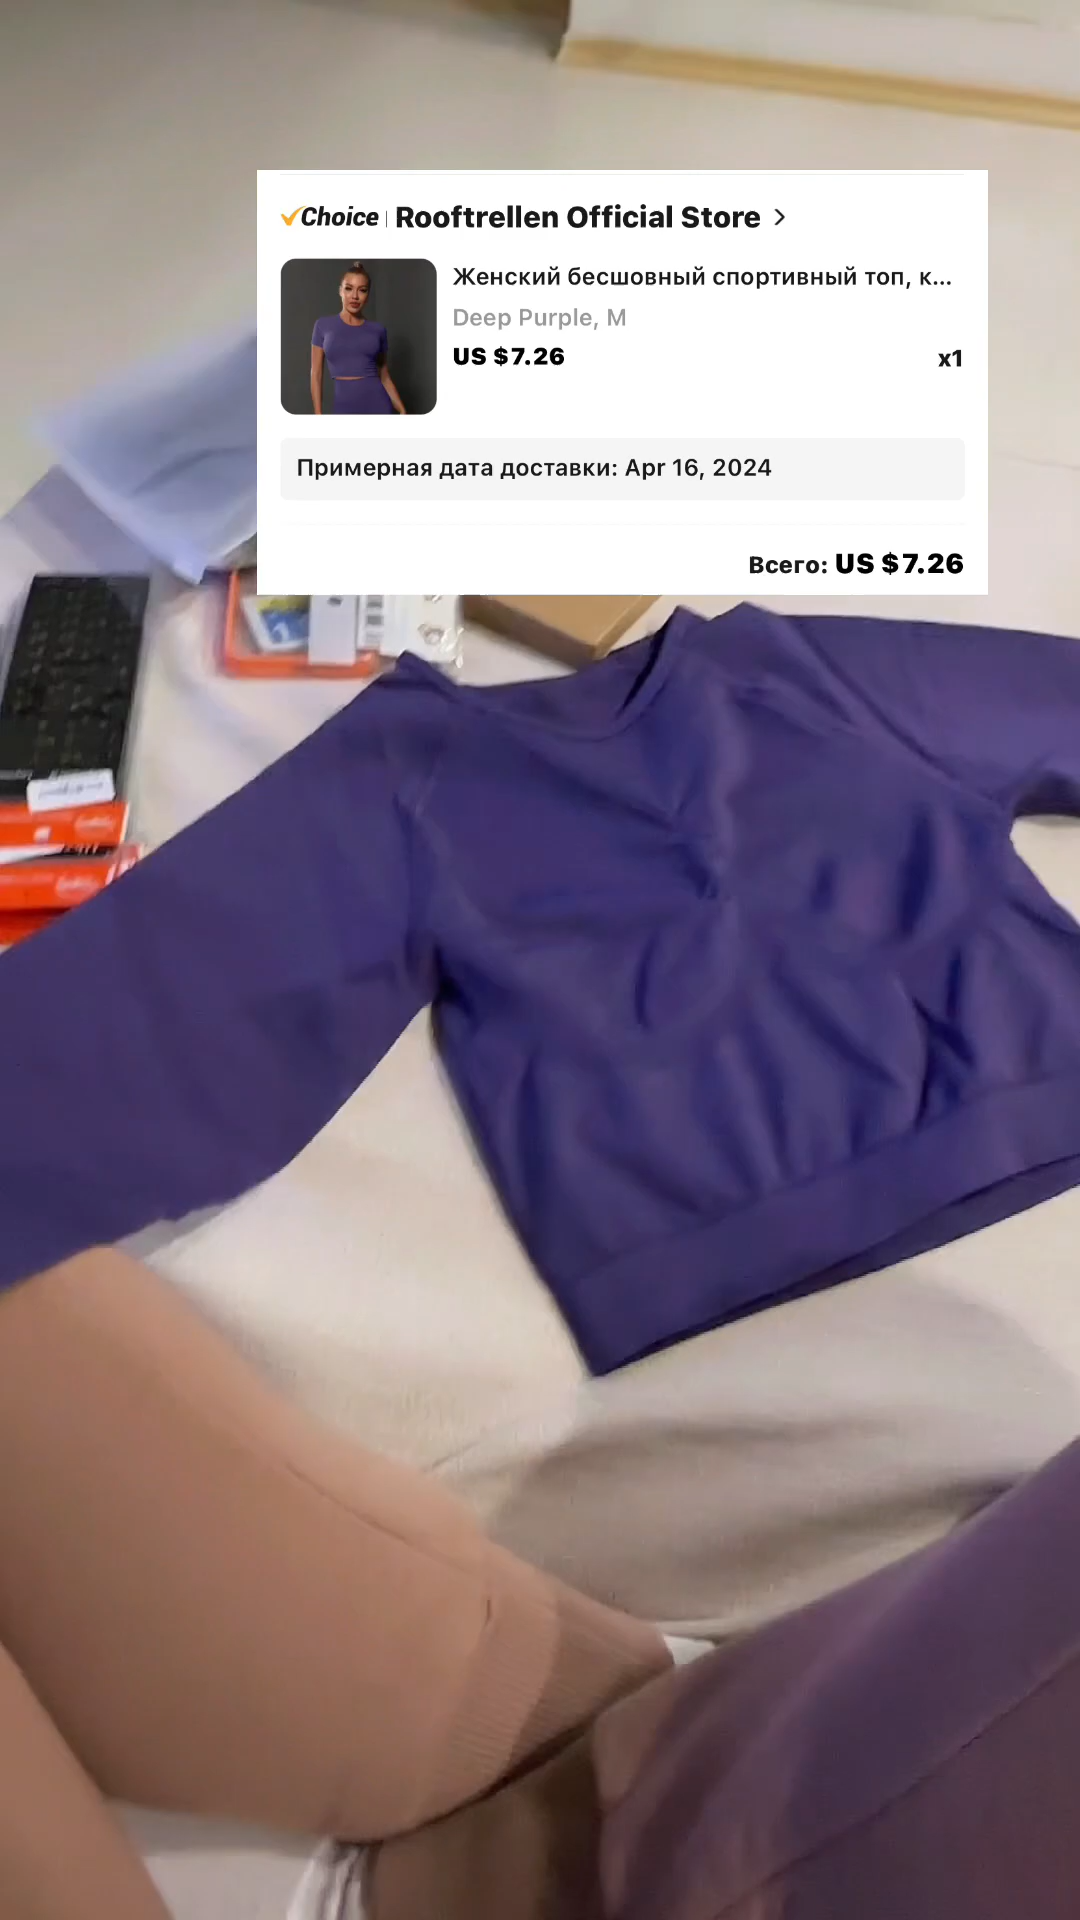 Choice | Rooftrellen Official Store >
Женский бесшовный спортивный топ, к...
Deep Purple, M
US $7.26
x1
Примерная дата доставки: Apr 16, 2024
Всего: US $7.26